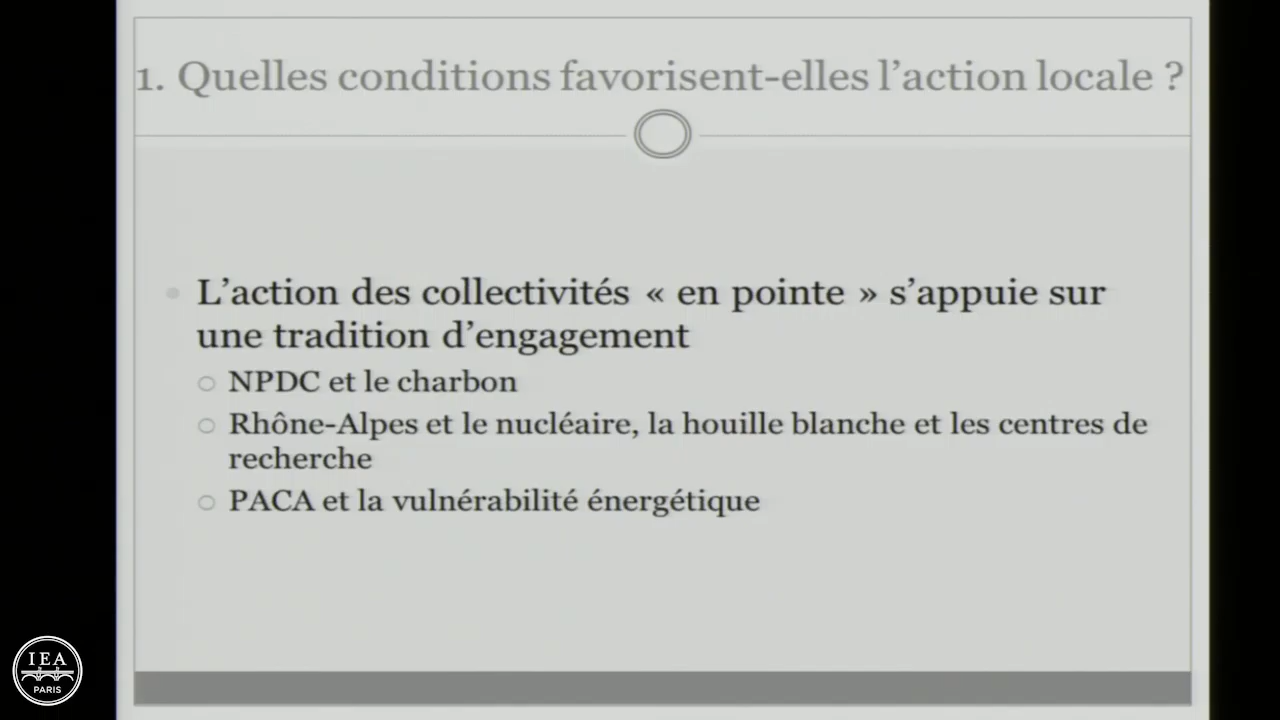 1. Quelles conditions favorisent-elles l’action locale ?
L’action des collectivités « en pointe » s’appuie sur
une tradition d’engagement
NPDC et le charbon
Rhône-Alpes et le nucléaire, la houille blanche et les centres de
recherche
PACA et la vulnérabilité énergétique
IEA
PARIS